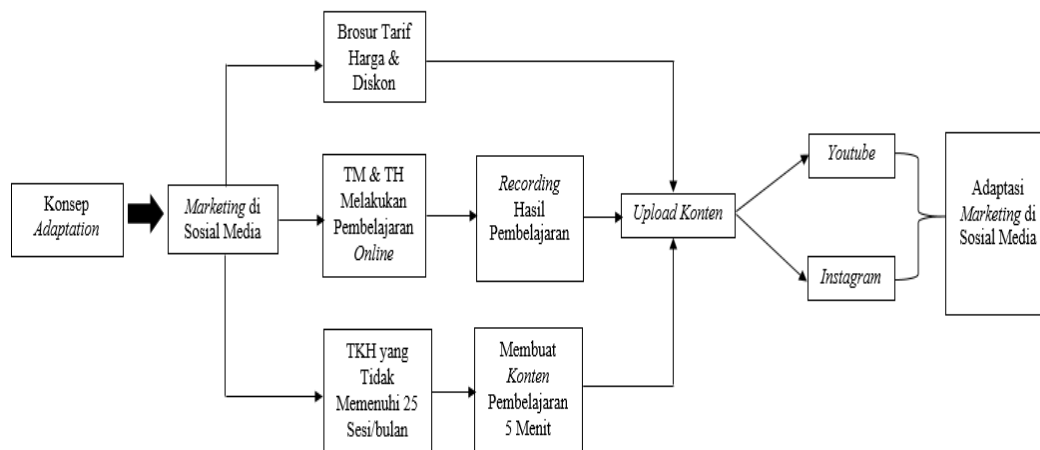 Konsep
Adaptation
Marketing di
Sosial Media
Brosur Tarif
Harga &
Diskon
TM & TH
Melakukan
Pembelajaran
Online
Recording
Hasil
Pembelajaran
TKH yang
Tidak
Memenuhi 25
Sesi/bulan
Membuat
Konten
Pembelajaran
5 Menit
Upload Konten
Youtube
Instagram
Adaptasi
Marketing di
Sosial Media